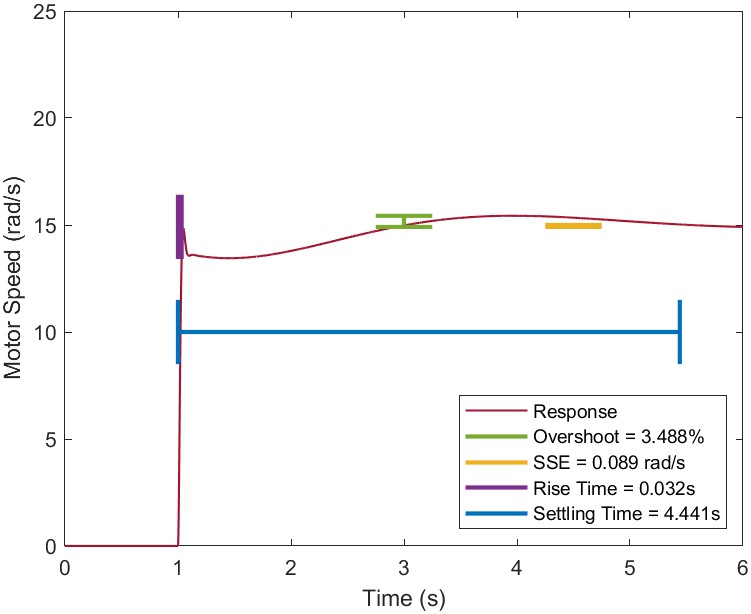 25
20
15
10
5
0
Motor Speed (rad/s)
Response
Overshoot = 3.488%
SSE = 0.089 rad/s
Rise Time = 0.032s
Settling Time = 4.441s
0 1 2 3 4 5 6
Time (s)